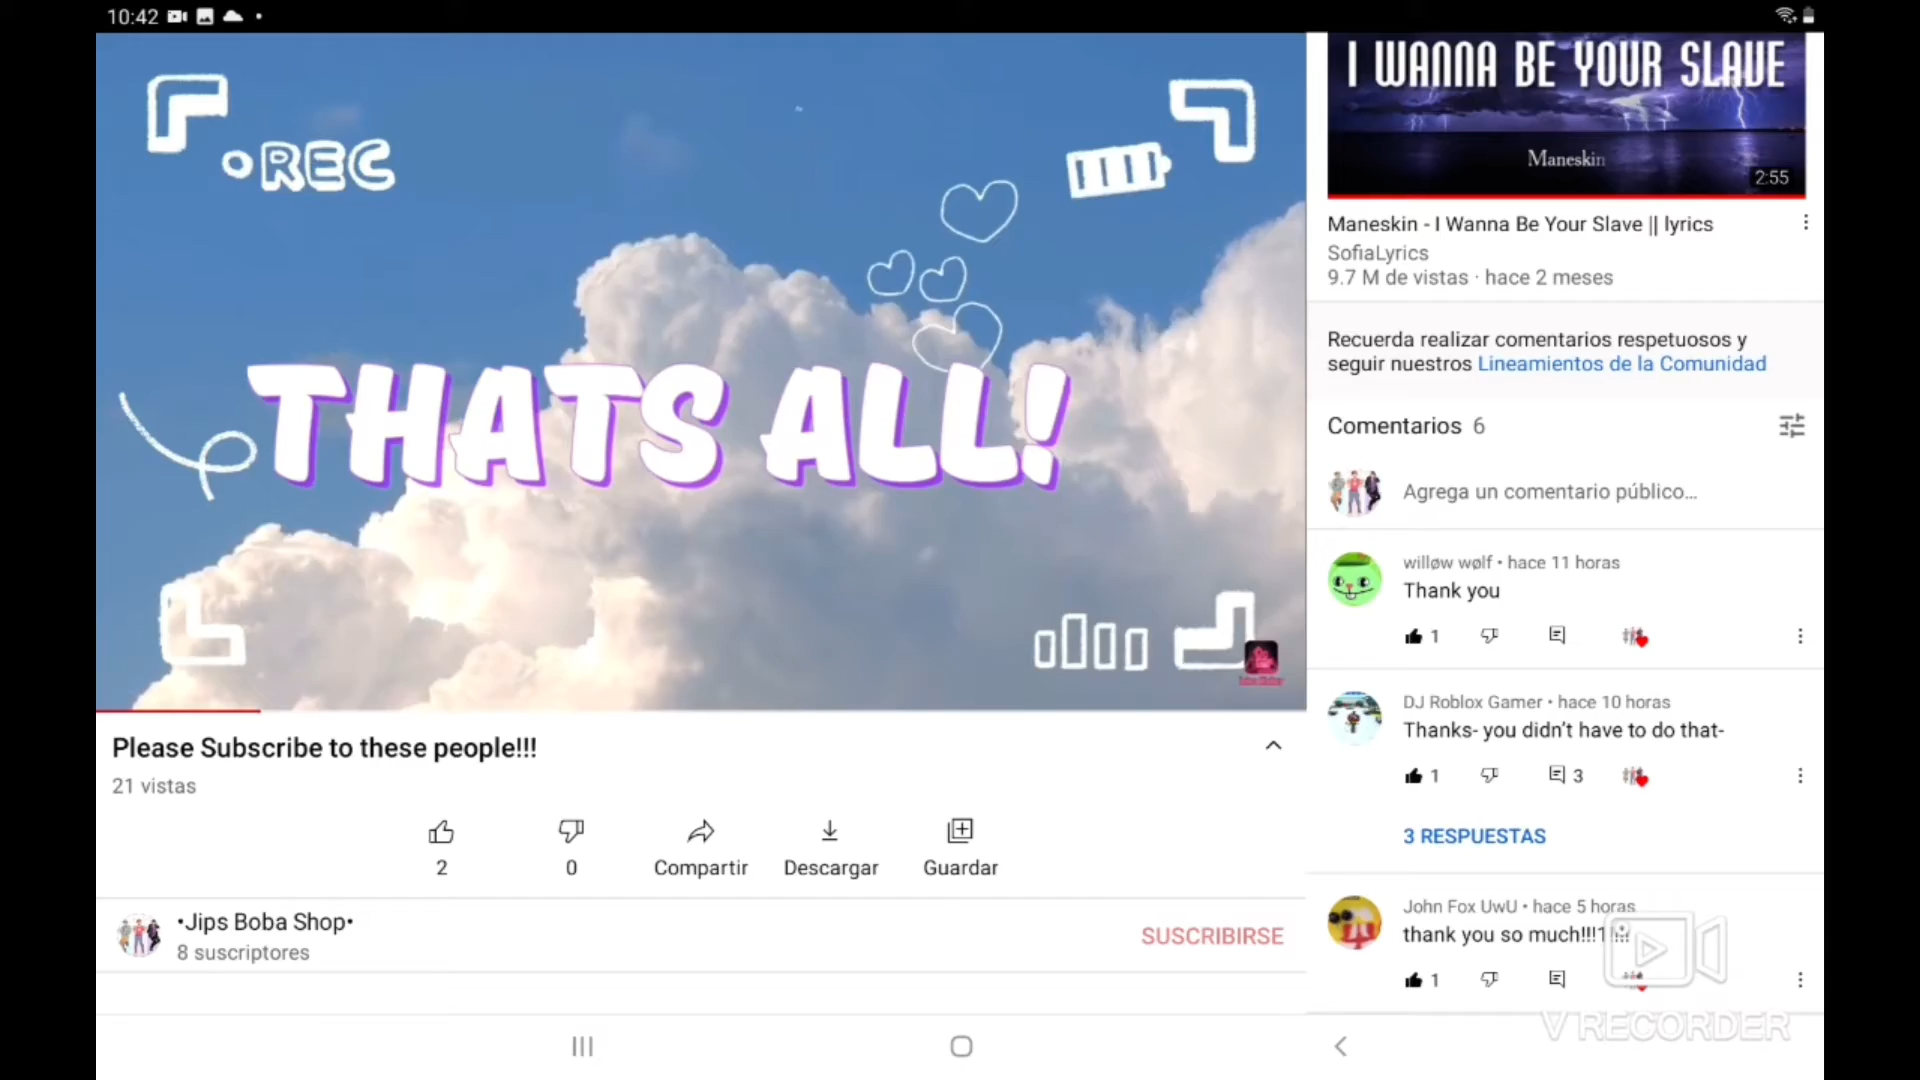 10:42
REC
THATS ALL!
Please Subscribe to these people!!!
21 vistas
2
0
Compartir
Descargar
Guardar
•Jips Boba Shop•
8 suscriptores
SUSCRIBIRSE
I WANNA BE YOUR SLAVE
Maneskin
2:55
Maneskin - I Wanna Be Your Slave || lyrics
SofiaLyrics
9.7 M de vistas · hace 2 meses
Recuerda realizar comentarios respetuosos y
seguir nuestros Lineamientos de la Comunidad
Comentarios 6
Agrega un comentario público...
willøw wølf • hace 11 horas
Thank you
1
DJ Roblox Gamer • hace 10 horas
Thanks- you didn't have to do that-
1
3
3 RESPUESTAS
John Fox UwU • hace 5 horas
thank you so much!!!1!!!
1
V RECORDER